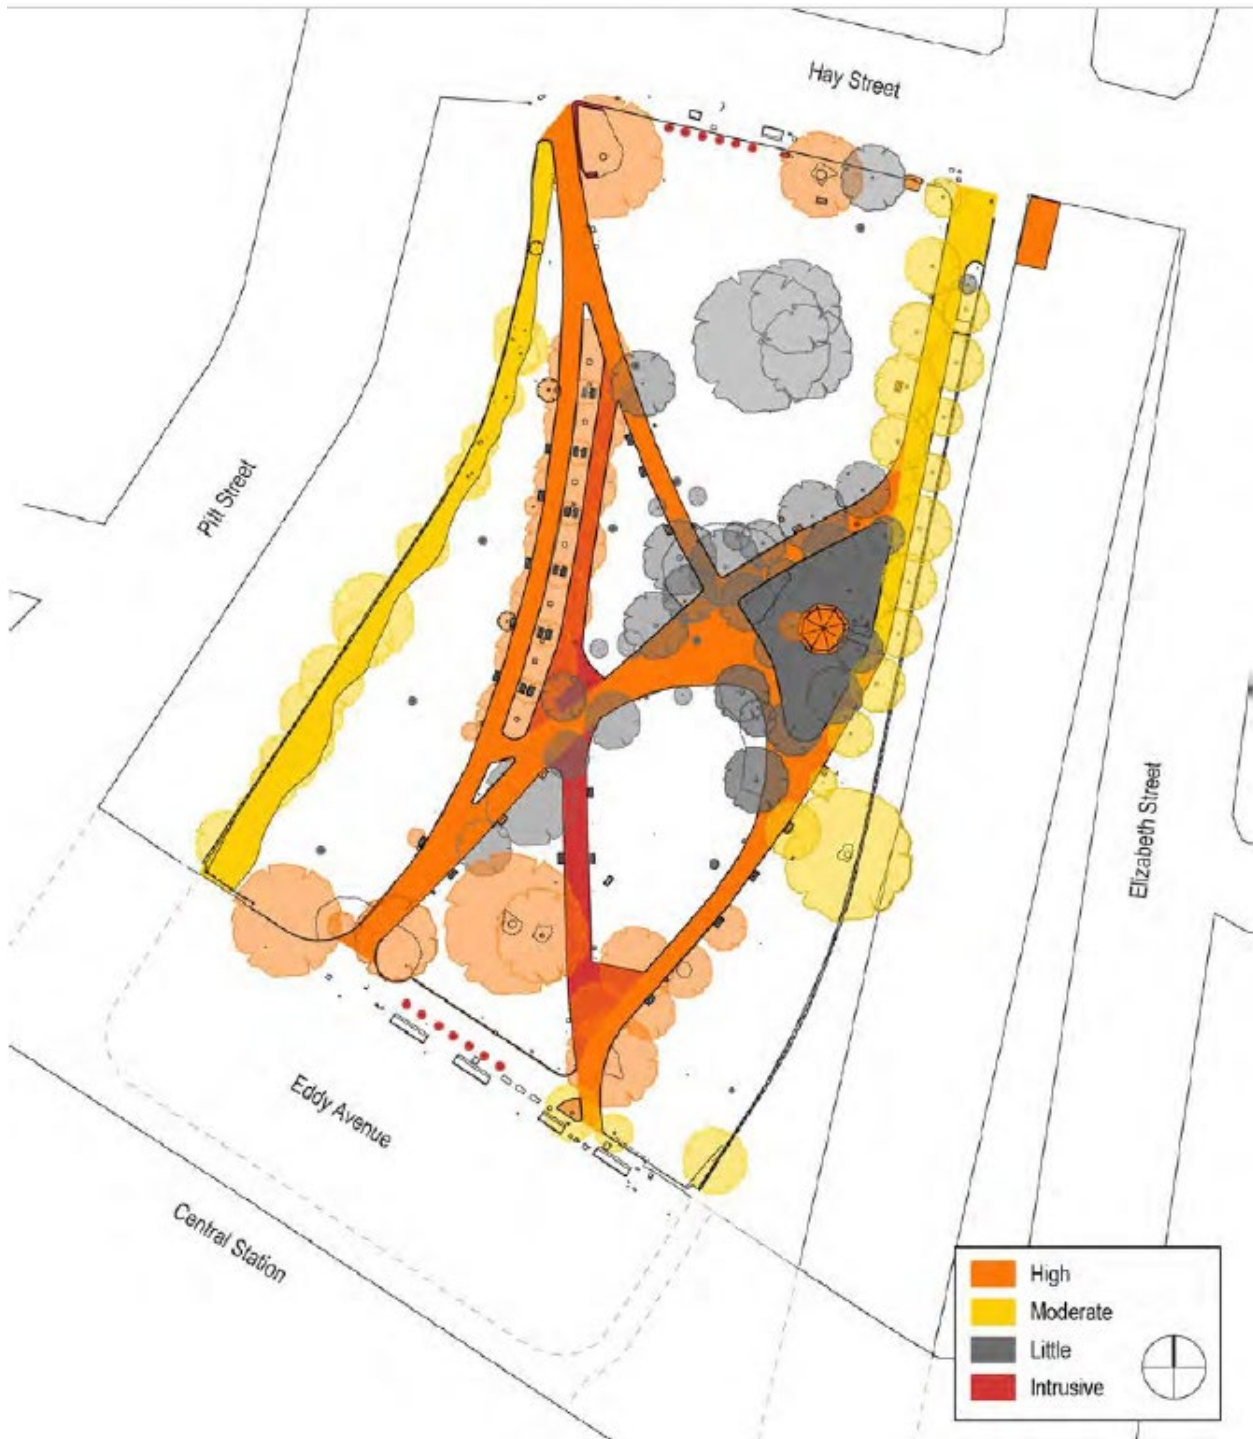 Hay Street
Pitt Street
Elizabeth Street
Eddy Avenue
Central Station
High
Moderate
Little
Intrusive